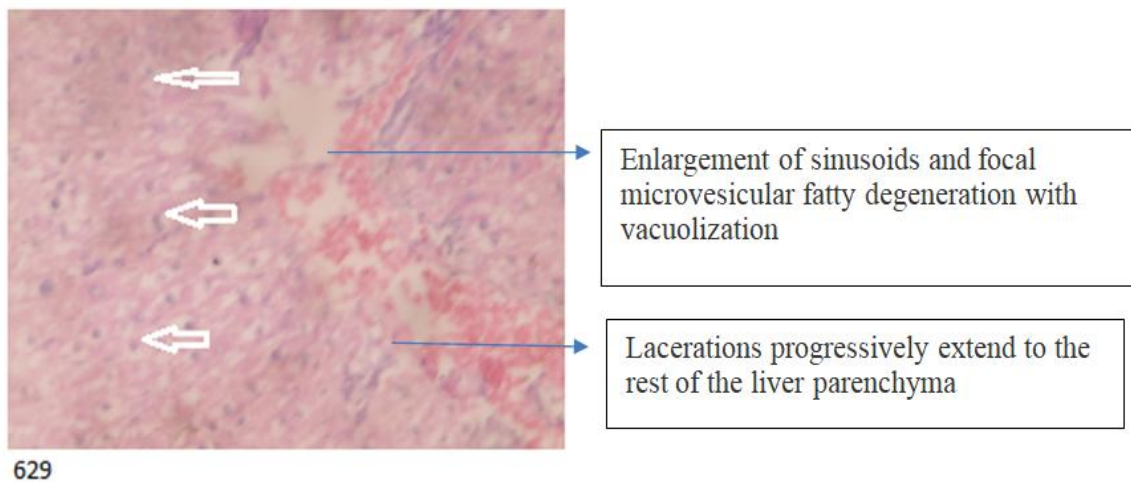 Enlargement of sinusoids and focal
microvesicular fatty degeneration with
vacuolization
Lacerations progressively extend to the
rest of the liver parenchyma
629